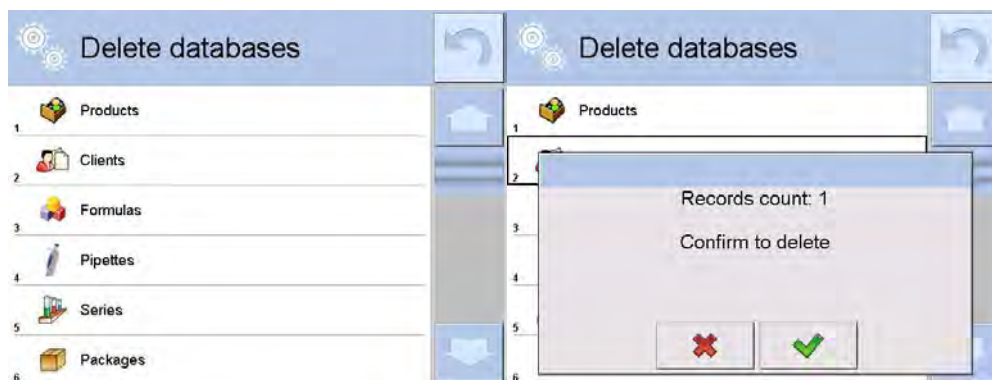 Delete databases
Products
1
Clients
2
Formulas
3
Pipettes
4
Series
5
Packages
6
Delete databases
Products
1
2
Records count: 1
3
Confirm to delete
4
5
6